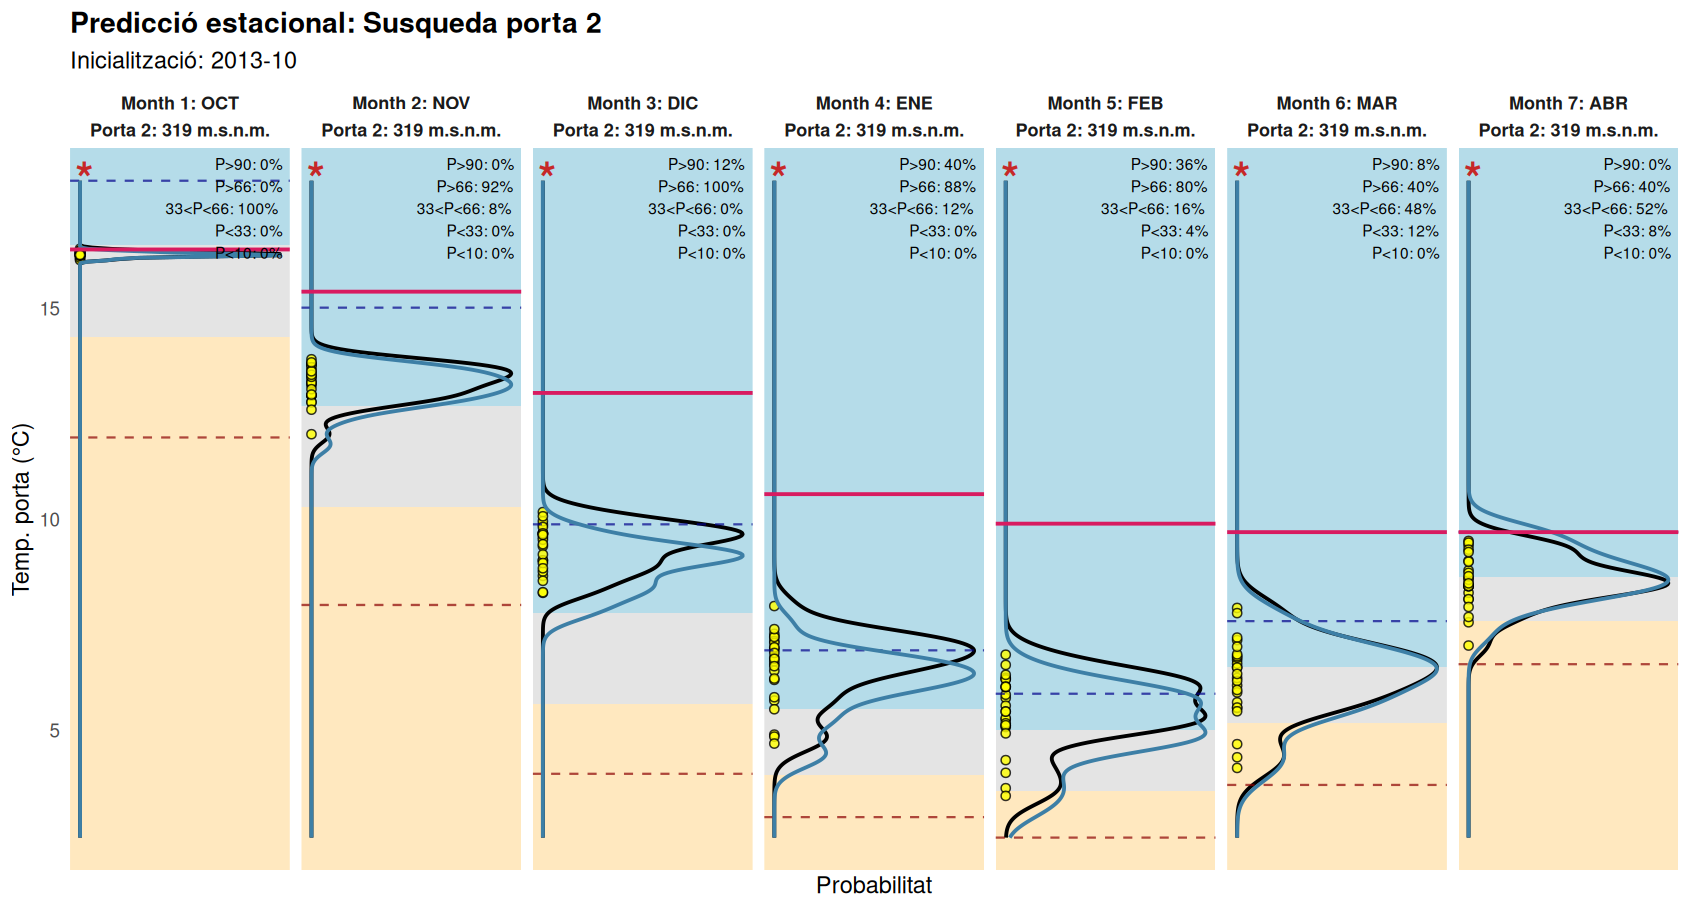 Predicció estacional: Susqueda porta 2
Inicialització: 2013-10
Month 1: OCT
Porta 2: 319 m.s.n.m.
Month 2: NOV
Porta 2: 319 m.s.n.m.
Month 3: DIC
Porta 2: 319 m.s.n.m.
Month 4: ENE
Porta 2: 319 m.s.n.m.
Month 5: FEB
Porta 2: 319 m.s.n.m.
Month 6: MAR
Porta 2: 319 m.s.n.m.
Month 7: ABR
Porta 2: 319 m.s.n.m.
*
P>90: 0%
P>66: 0%
33<P<66: 100%
P<33: 0%
P<10: 0%
*
P>90: 0%
P>66: 92%
33<P<66: 8%
P<33: 0%
P<10: 0%
*
P>90: 12%
P>66: 100%
33<P<66: 0%
P<33: 0%
P<10: 0%
*
P>90: 40%
P>66: 88%
33<P<66: 12%
P<33: 0%
P<10: 0%
*
P>90: 36%
P>66: 80%
33<P<66: 16%
P<33: 4%
P<10: 0%
*
P>90: 8%
P>66: 40%
33<P<66: 48%
P<33: 12%
P<10: 0%
*
P>90: 0%
P>66: 40%
33<P<66: 52%
P<33: 8%
P<10: 0%
15
10
5
Temp. porta (°C)
Probabilitat